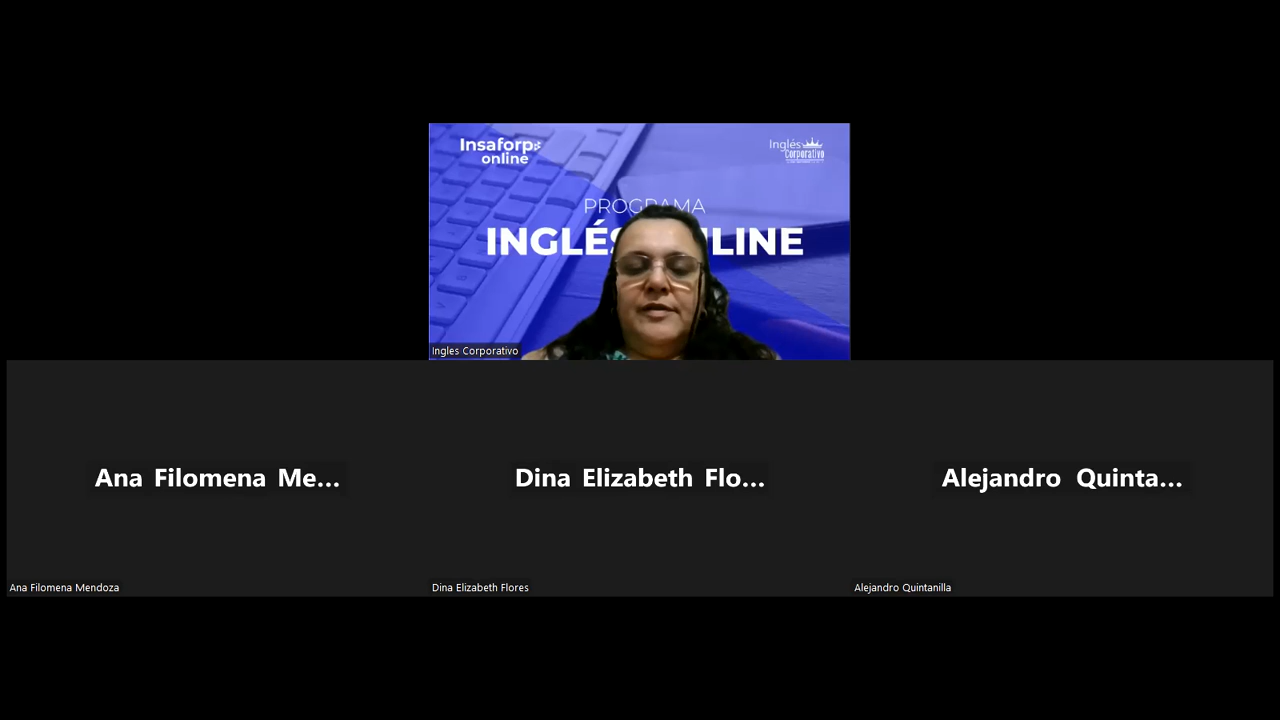 Insaforp
online
Inglés
Corporativo
PROGRAMA
INGLÉS ONLINE
Ingles Corporativo
Ana Filomena Me...
Dina Elizabeth Flo...
Alejandro Quinta...
Ana Filomena Mendoza
Dina Elizabeth Flores
Alejandro Quintanilla